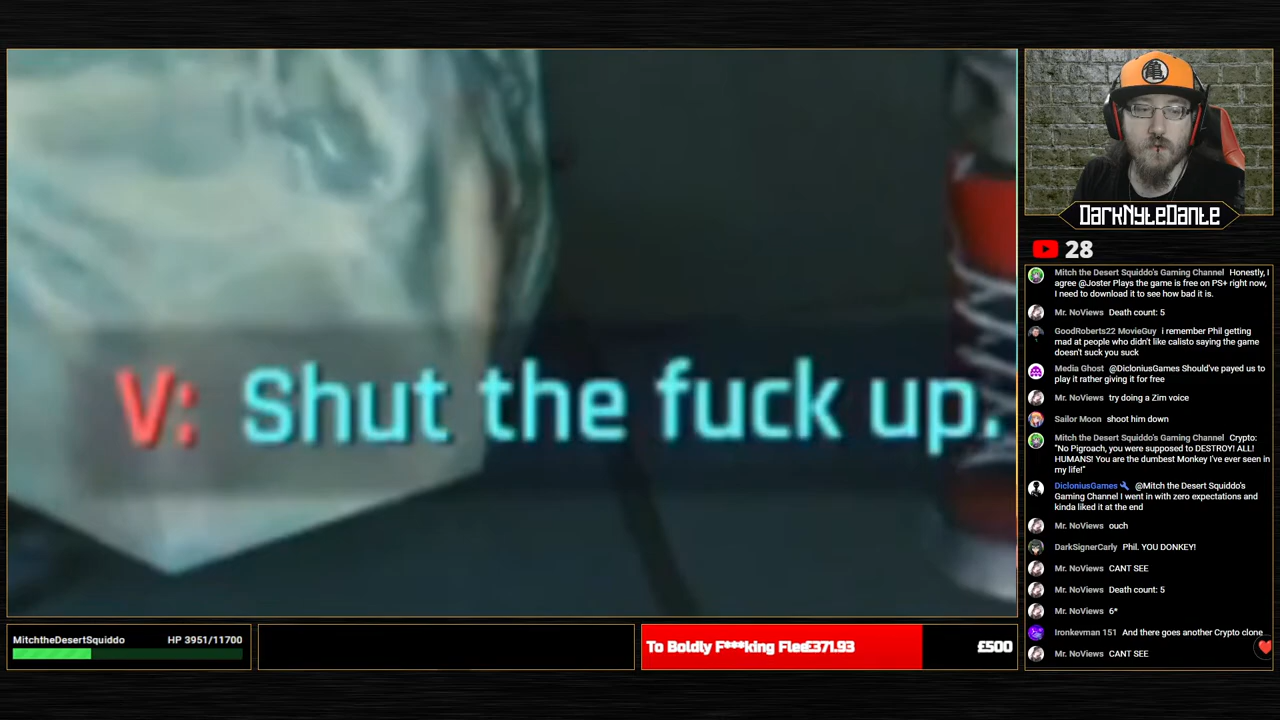 V: Shut the fuck up.
DarkNyteDante
28
Mitch the Desert Squiddo's Gaming Channel Honestly, I
agree @Joster Plays the game is free on PS+ right now,
I need to download it to see how bad it is.
Mr. NoViews Death count: 5
GoodRoberts22 MovieGuy i remember Phil getting
mad at people who didn't like calisto saying the game
doesn't suck you suck
Media Ghost @DicloniusGames Should've payed us to
play it rather giving it for free
Mr. NoViews try doing a Zim voice
Sailor Moon shoot him down
Mitch the Desert Squiddo's Gaming Channel Crypto:
"No Pigroach, you were supposed to DESTROY! ALL!
HUMANS! You are the dumbest Monkey I've ever seen in
my life!"
DicloniusGames @Mitch the Desert Squiddo's
Gaming Channel I went in with zero expectations and
kinda liked it at the end
Mr. NoViews ouch
DarkSignerCarly Phil. YOU DONKEY!
Mr. NoViews CANT SEE
Mr. NoViews Death count: 5
Mr. NoViews 6*
Ironkevman 151 And there goes another Crypto clone
Mr. NoViews CANT SEE
MitchtheDesertSquiddo HP 3951/11700
To Boldly F***king Flee£371.93 £500